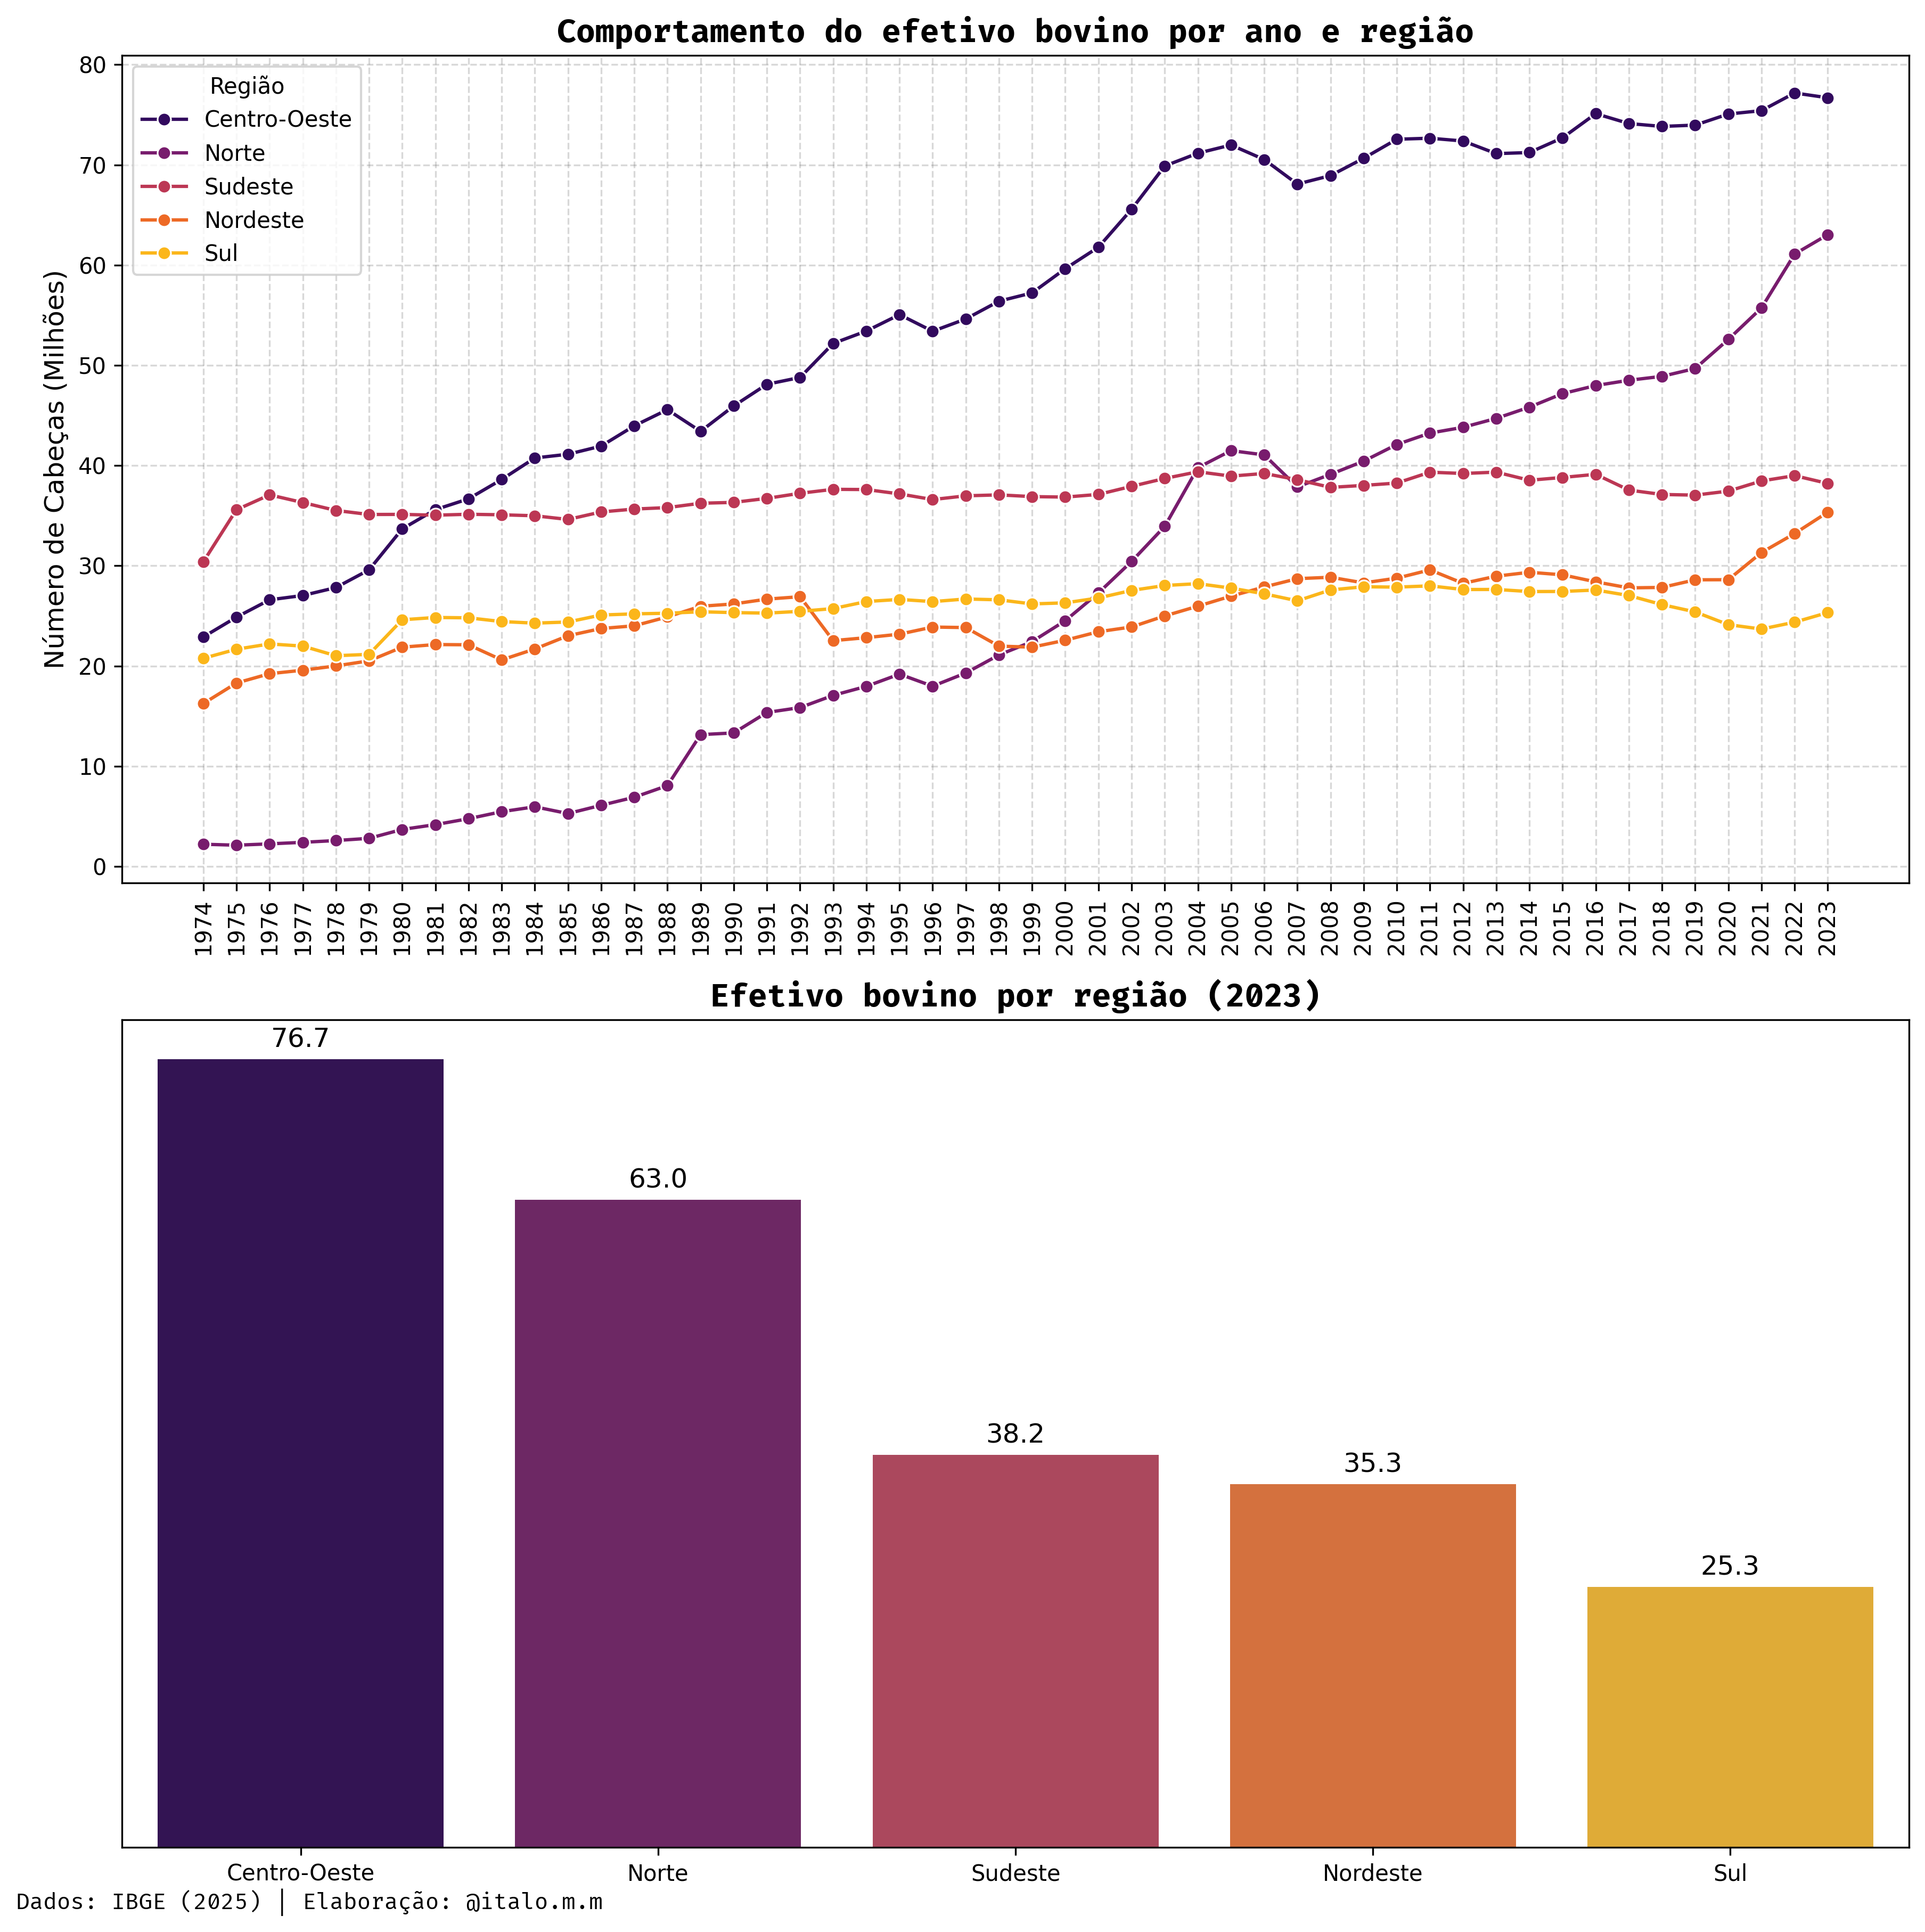 Comportamento do efetivo bovino por ano e região
Número de Cabeças (Milhões)
80
70
60
50
40
30
20
10
0
Região
Centro-Oeste
Norte
Sudeste
Nordeste
Sul
1974 1975 1976 1977 1978 1979 1980 1981 1982 1983 1984 1985 1986 1987 1988 1989 1990 1991 1992 1993 1994 1995 1996 1997 1998 1999 2000 2001 2002 2003 2004 2005 2006 2007 2008 2009 2010 2011 2012 2013 2014 2015 2016 2017 2018 2019 2020 2021 2022 2023
Efetivo bovino por região (2023)
76.7
63.0
38.2
35.3
25.3
Centro-Oeste Norte Sudeste Nordeste Sul
Dados: IBGE (2025) | Elaboração: @italo.m.m